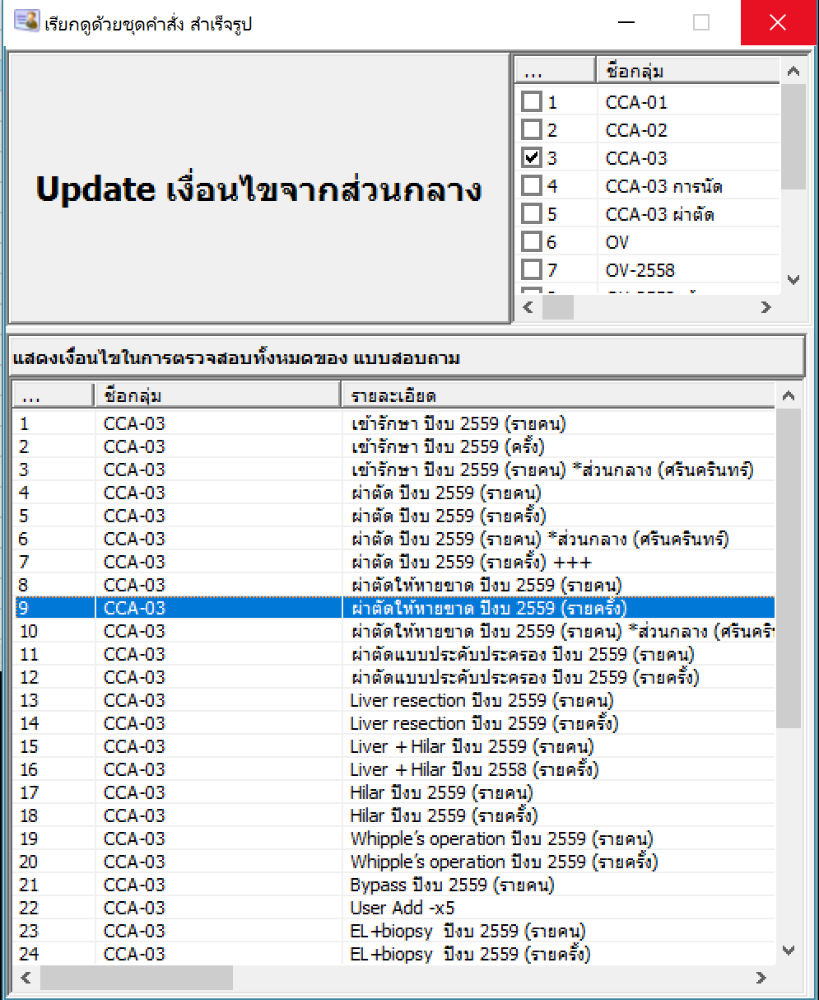 เรียกดูด้วยชุดคำสั่ง สำเร็จรูป
Update เงื่อนไขจากส่วนกลาง
... ชื่อกลุ่ม
1 CCA-01
2 CCA-02
3 CCA-03
4 CCA-03 การนัด
5 CCA-03 ผ่าตัด
6 OV
7 OV-2558
แสดงเงื่อนไขในการตรวจสอบทั้งหมดของ แบบสอบถาม
... ชื่อกลุ่ม รายละเอียด
1 CCA-03 เข้ารักษา ปีงบ 2559 (รายคน)
2 CCA-03 เข้ารักษา ปีงบ 2559 (ครั้ง)
3 CCA-03 เข้ารักษา ปีงบ 2559 (รายคน) *ส่วนกลาง (ศรีนครินทร์)
4 CCA-03 ผ่าตัด ปีงบ 2559 (รายคน)
5 CCA-03 ผ่าตัด ปีงบ 2559 (รายครั้ง)
6 CCA-03 ผ่าตัด ปีงบ 2559 (รายคน) *ส่วนกลาง (ศรีนครินทร์)
7 CCA-03 ผ่าตัด ปีงบ 2559 (รายครั้ง) +++
8 CCA-03 ผ่าตัดให้หายขาด ปีงบ 2559 (รายคน)
9 CCA-03 ผ่าตัดให้หายขาด ปีงบ 2559 (รายครั้ง)
10 CCA-03 ผ่าตัดให้หายขาด ปีงบ 2559 (รายคน) *ส่วนกลาง (ศรีนคริ
11 CCA-03 ผ่าตัดแบบประคับประครอง ปีงบ 2559 (รายคน)
12 CCA-03 ผ่าตัดแบบประคับประครอง ปีงบ 2559 (รายครั้ง)
13 CCA-03 Liver resection ปีงบ 2559 (รายคน)
14 CCA-03 Liver resection ปีงบ 2559 (รายครั้ง)
15 CCA-03 Liver + Hilar ปีงบ 2559 (รายคน)
16 CCA-03 Liver + Hilar ปีงบ 2558 (รายครั้ง)
17 CCA-03 Hilar ปีงบ 2559 (รายคน)
18 CCA-03 Hilar ปีงบ 2559 (รายครั้ง)
19 CCA-03 Whipple’s operation ปีงบ 2559 (รายคน)
20 CCA-03 Whipple’s operation ปีงบ 2559 (รายครั้ง)
21 CCA-03 Bypass ปีงบ 2559 (รายคน)
22 CCA-03 User Add -x5
23 CCA-03 EL+biopsy ปีงบ 2559 (รายคน)
24 CCA-03 EL+biopsy ปีงบ 2559 (รายครั้ง)